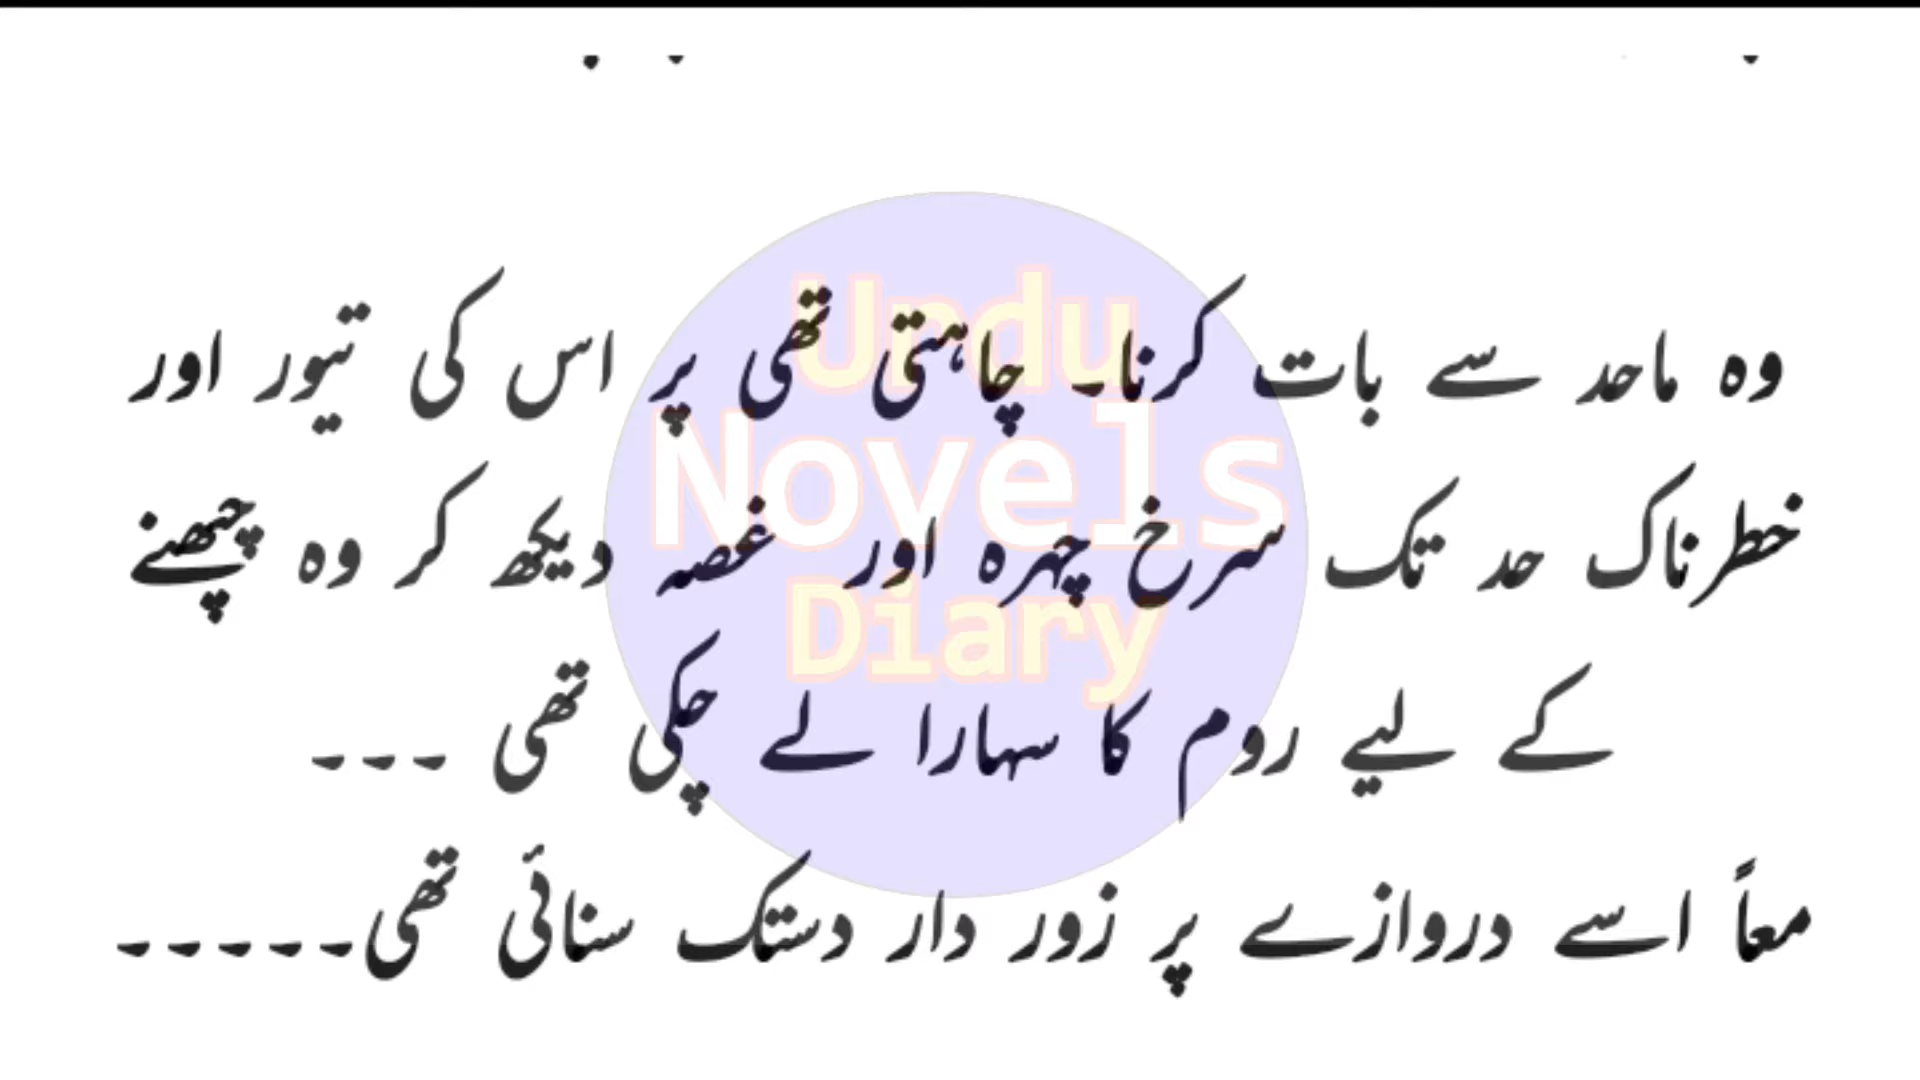 وہ ماحد سے بات کرنا۔ چاہتی تھی پر اس کی تیور اور
خطرناک حد تک سرخ چہرہ اور غصہ دیکھ کر وہ چھپنے
کے لیے روم کا سہارا لے چکی تھی ۔۔۔
معاً اسے دروازے پر زور دار دستک سنائی تھی۔۔۔۔۔
Urdu
Novels
Diary